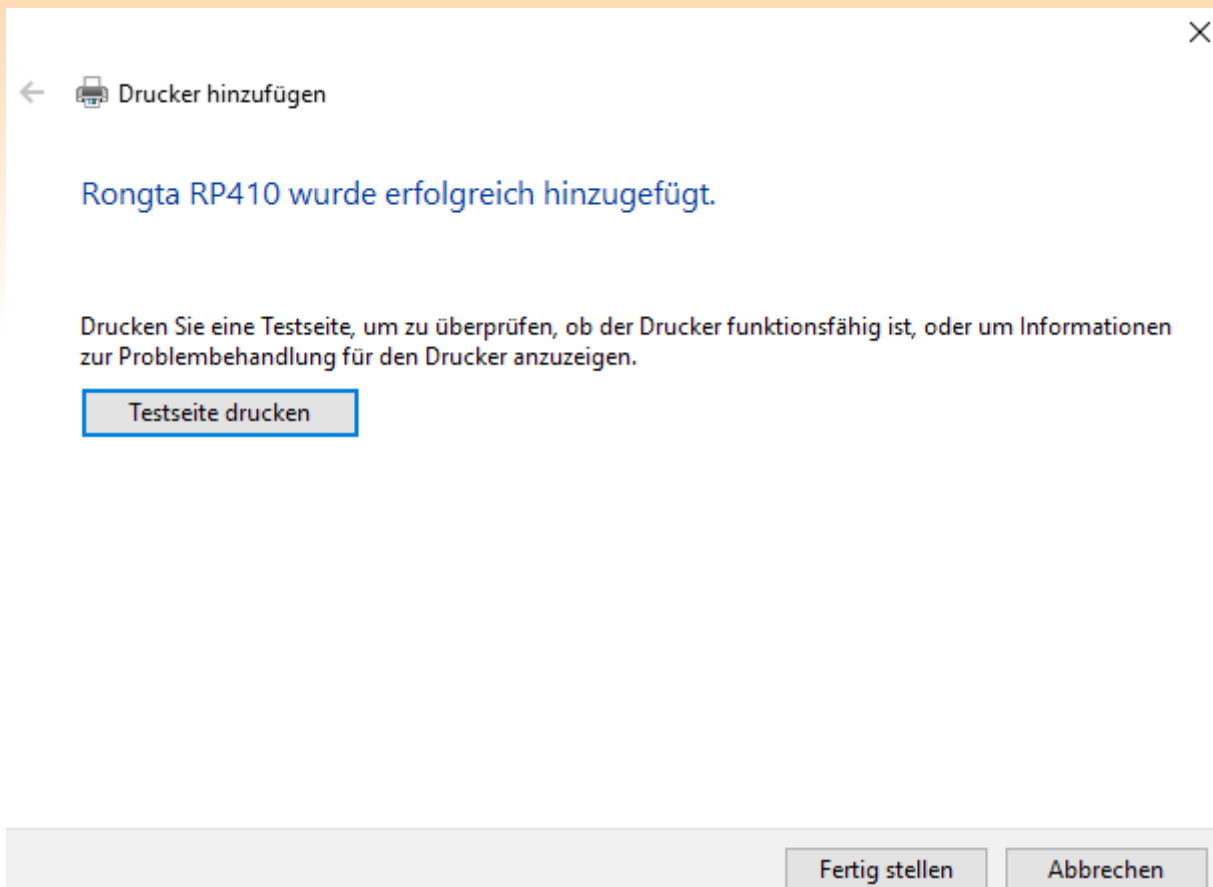 Drucker hinzufügen
Rongta RP410 wurde erfolgreich hinzugefügt.
Drucken Sie eine Testseite, um zu überprüfen, ob der Drucker funktionsfähig ist, oder um Informationen
zur Problembehandlung für den Drucker anzuzeigen.
Testseite drucken
Fertig stellen Abbrechen